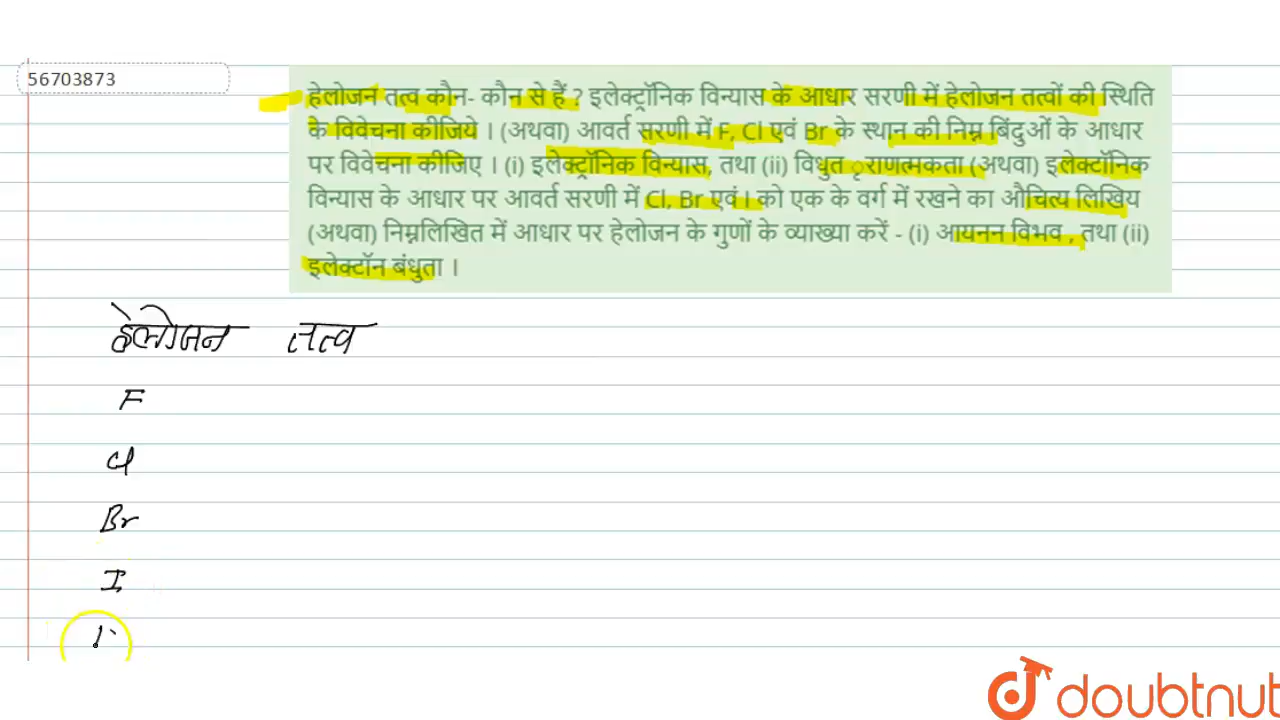 56703873
हेलोजन तत्व कौन- कौन से हैं ? इलेक्ट्रॉनिक विन्यास के आधार सरणी में हेलोजन तत्वों की स्थिति
के विवेचना कीजिये । (अथवा) आवर्त सरणी में F, Cl एवं Br के स्थान की निम्न बिंदुओं के आधार
पर विवेचना कीजिए । (i) इलेक्ट्रॉनिक विन्यास, तथा (ii) विधुत ृराणत्मकता (अथवा) इलेक्टॉनिक
विन्यास के आधार पर आवर्त सरणी में Cl, Br एवं I को एक के वर्ग में रखने का औचित्य लिखिय
(अथवा) निम्नलिखित में आधार पर हेलोजन के गुणों के व्याख्या करें - (i) आयनन विभव , तथा (ii)
इलेक्टॉन बंधुता ।
हेलोजन तत्व
F
Cl
Br
I
doubtnut